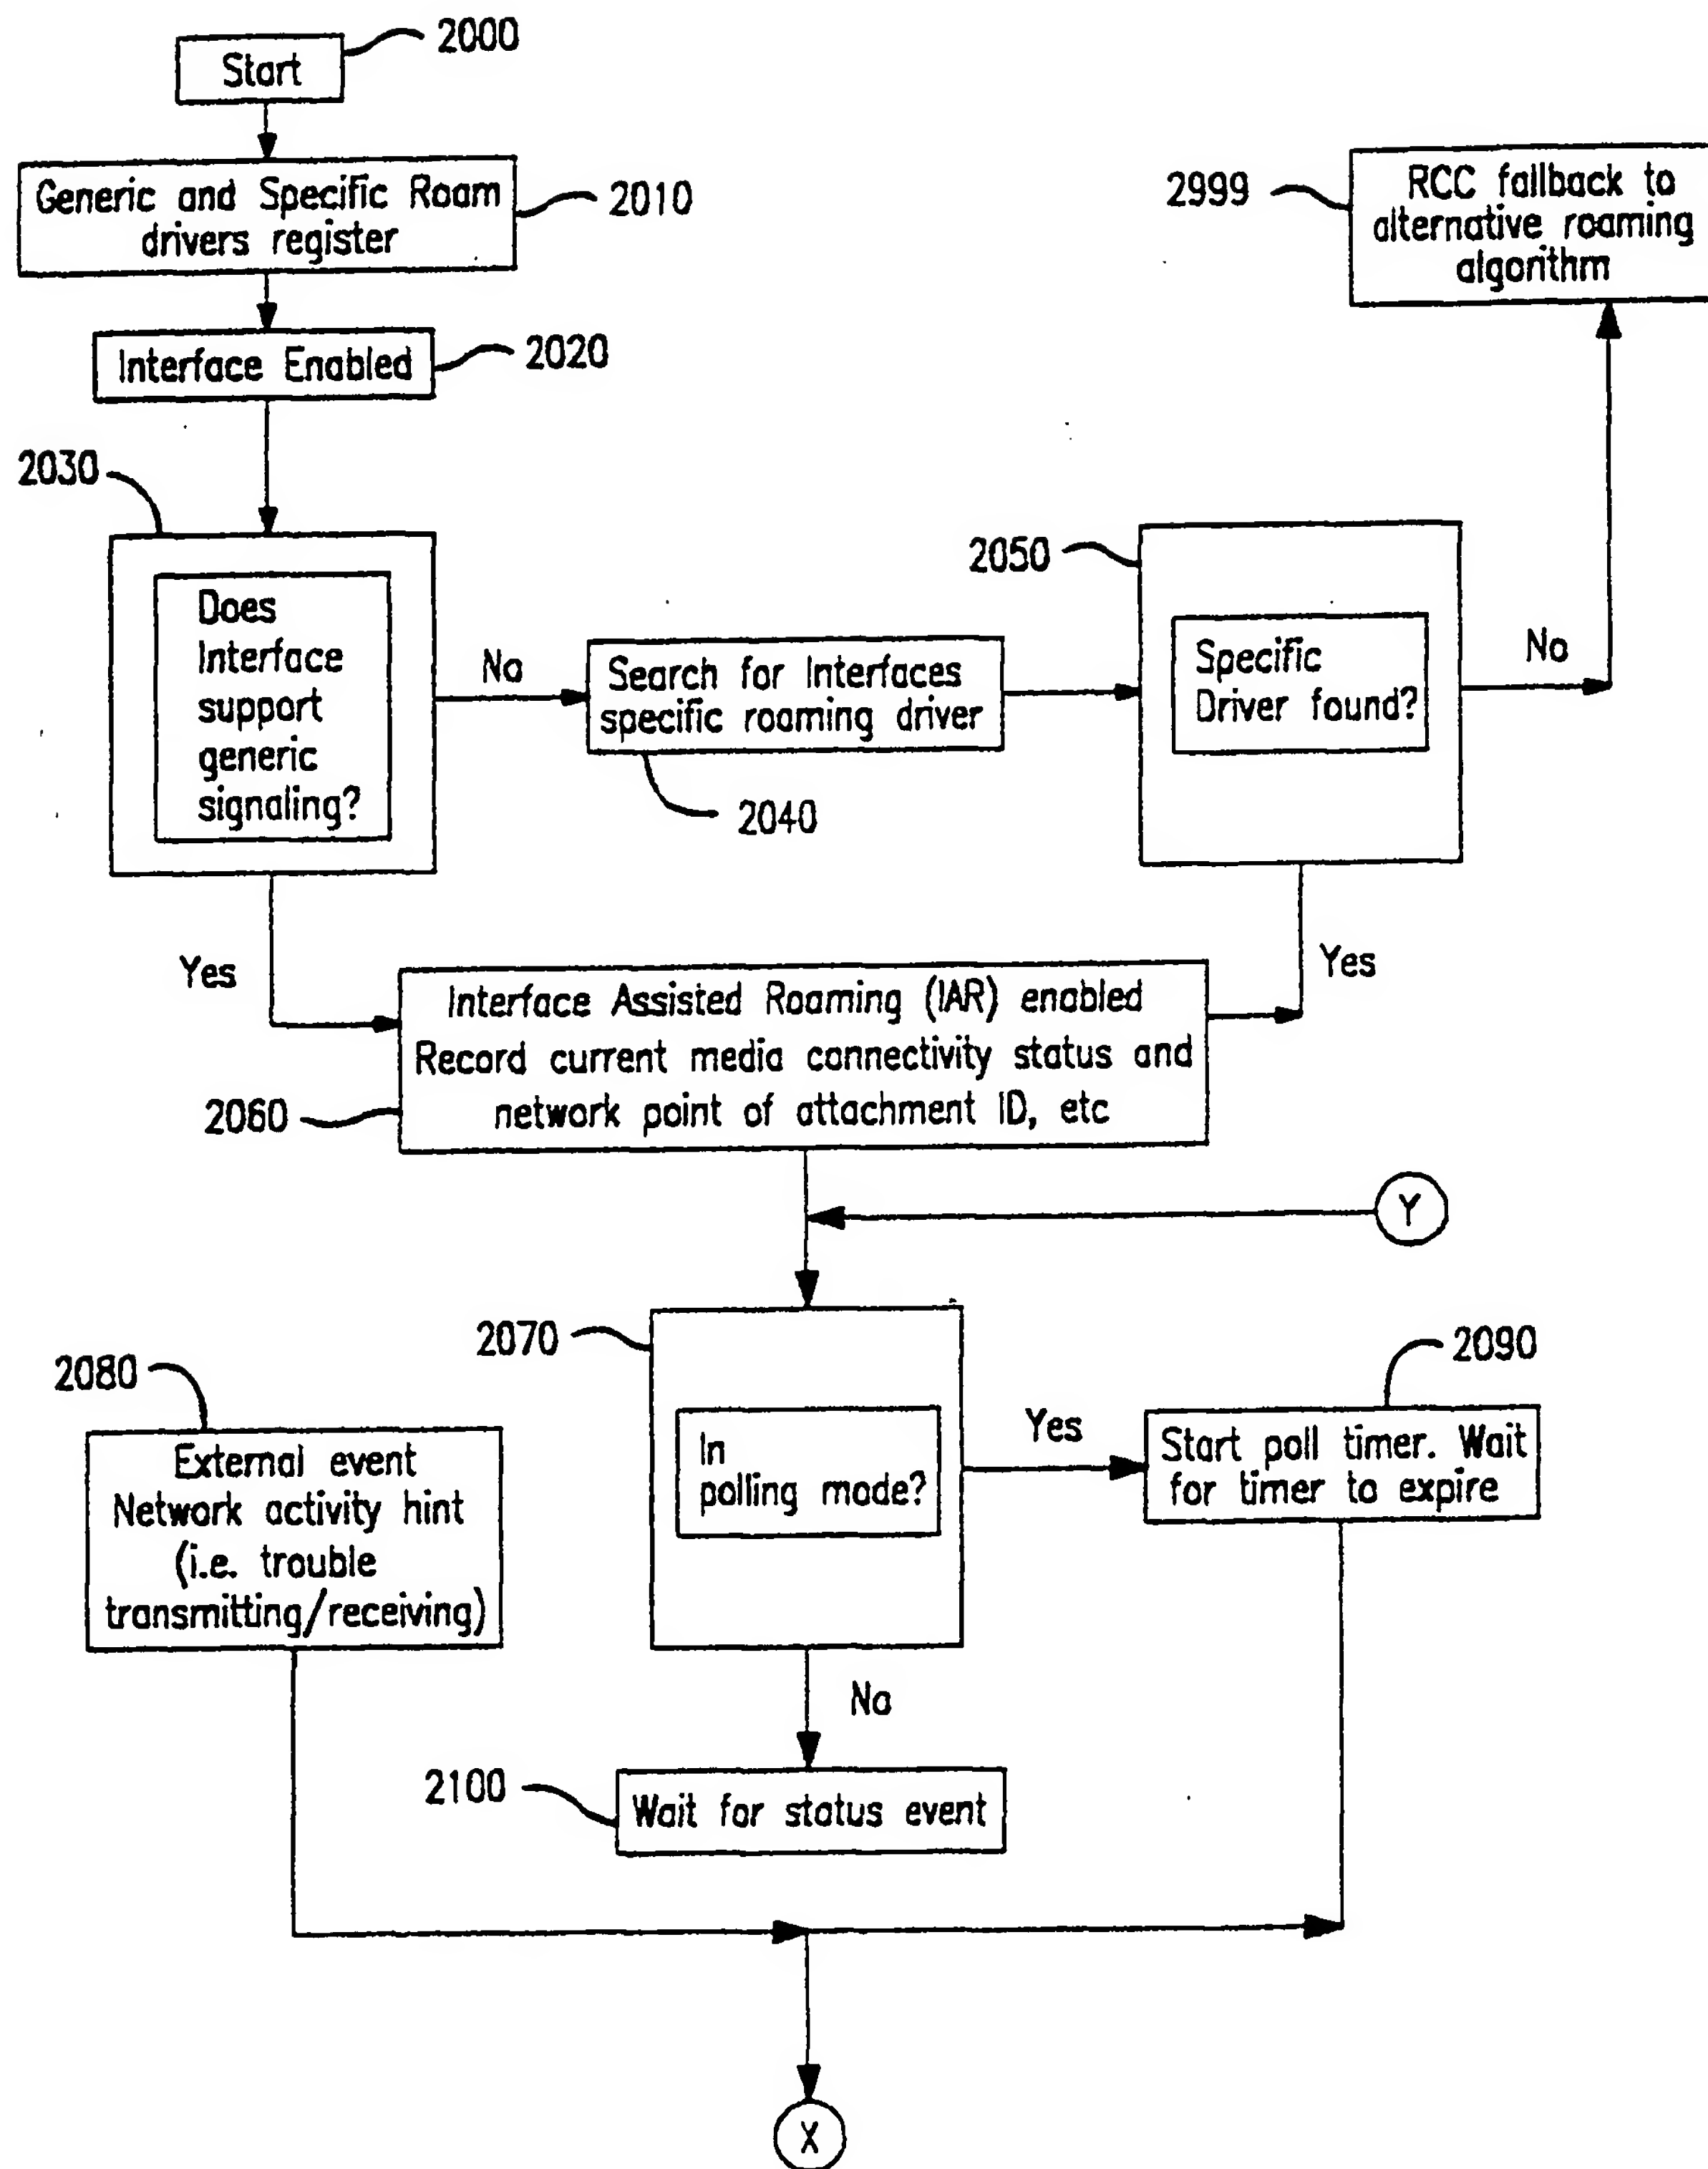 2000
Start
Generic and Specific Roam
drivers register
2010
2999
RCC fallback to
alternative roaming
algorithm
Interface Enabled
2020
2030
Does
Interface
support
generic
signaling?
No
Search for Interfaces
specific roaming driver
2040
2050
Specific
Driver found?
No
Yes
Yes
Interface Assisted Roaming (IAR) enabled
Record current media connectivity status and
network point of attachment ID, etc
2060
Y
2070
In
polling mode?
Yes
2090
Start poll timer. Wait
for timer to expire
2080
External event
Network activity hint
(i.e. trouble
transmitting/receiving)
No
2100
Wait for status event
X